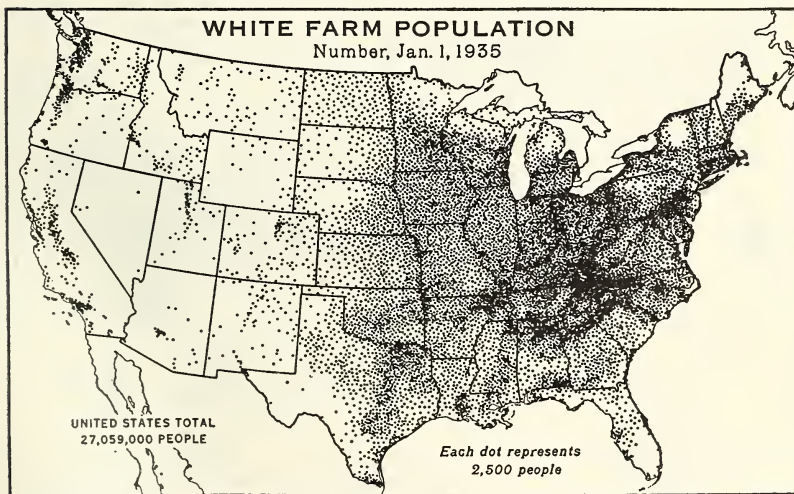 WHITE FARM POPULATION
Number, Jan. 1, 1935
UNITED STATES TOTAL
27,059,000 PEOPLE
Each dot represents
2,500 people